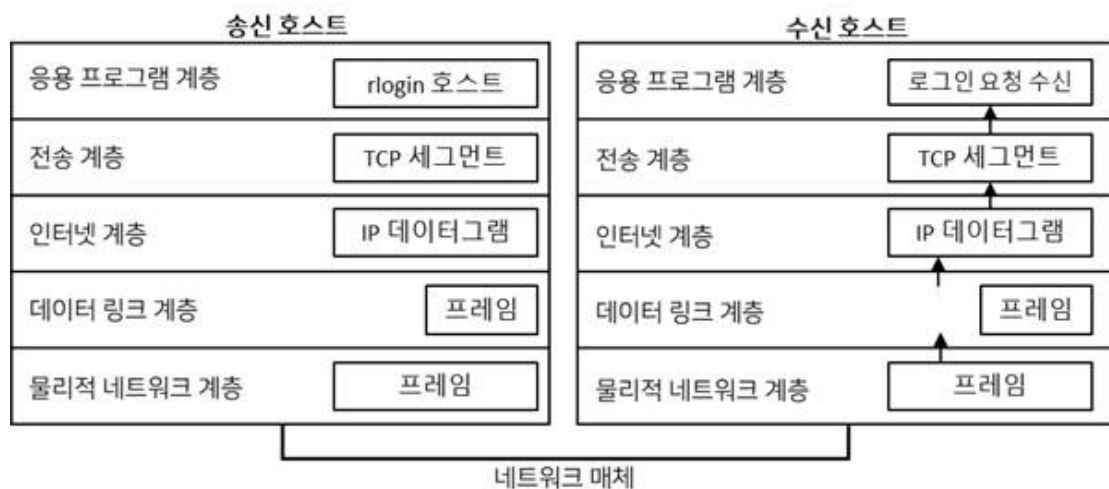 송신 호스트
응용 프로그램 계층
rlogin 호스트
전송 계층
TCP 세그먼트
인터넷 계층
IP 데이터그램
데이터 링크 계층
프레임
물리적 네트워크 계층
프레임
수신 호스트
응용 프로그램 계층
로그인 요청 수신
전송 계층
TCP 세그먼트
인터넷 계층
IP 데이터그램
데이터 링크 계층
프레임
물리적 네트워크 계층
프레임
네트워크 매체